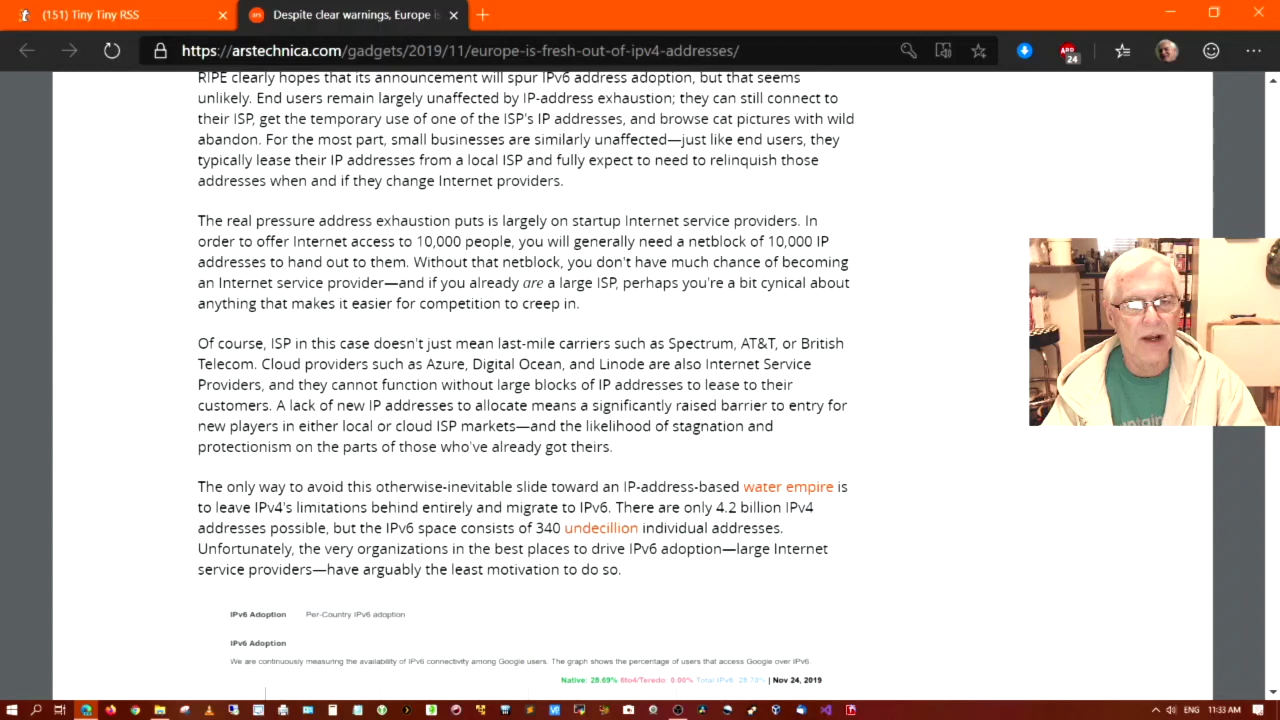 (151) Tiny Tiny RSS
Despite clear warnings, Europe is
https://arstechnica.com/gadgets/2019/11/europe-is-fresh-out-of-ipv4-addresses/
24
RIPE clearly hopes that its announcement will spur IPv6 address adoption, but that seems
unlikely. End users remain largely unaffected by IP-address exhaustion; they can still connect to
their ISP, get the temporary use of one of the ISP's IP addresses, and browse cat pictures with wild
abandon. For the most part, small businesses are similarly unaffected—just like end users, they
typically lease their IP addresses from a local ISP and fully expect to need to relinquish those
addresses when and if they change Internet providers.
The real pressure address exhaustion puts is largely on startup Internet service providers. In
order to offer Internet access to 10,000 people, you will generally need a netblock of 10,000 IP
addresses to hand out to them. Without that netblock, you don't have much chance of becoming
an Internet service provider—and if you already are a large ISP, perhaps you're a bit cynical about
anything that makes it easier for competition to creep in.
Of course, ISP in this case doesn't just mean last-mile carriers such as Spectrum, AT&T, or British
Telecom. Cloud providers such as Azure, Digital Ocean, and Linode are also Internet Service
Providers, and they cannot function without large blocks of IP addresses to lease to their
customers. A lack of new IP addresses to allocate means a significantly raised barrier to entry for
new players in either local or cloud ISP markets—and the likelihood of stagnation and
protectionism on the parts of those who've already got theirs.
The only way to avoid this otherwise-inevitable slide toward an IP-address-based water empire is
to leave IPv4's limitations behind entirely and migrate to IPv6. There are only 4.2 billion IPv4
addresses possible, but the IPv6 space consists of 340 undecillion individual addresses.
Unfortunately, the very organizations in the best places to drive IPv6 adoption—large Internet
service providers—have arguably the least motivation to do so.
IPv6 Adoption Per-Country IPv6 adoption
IPv6 Adoption
We are continuously measuring the availability of IPv6 connectivity among Google users. The graph shows the percentage of users that access Google over IPv6.
Native: 28.69% 6to4/Teredo: 0.00% Total IPv6: 28.70% | Nov 24, 2019
ENG 11:33 AM